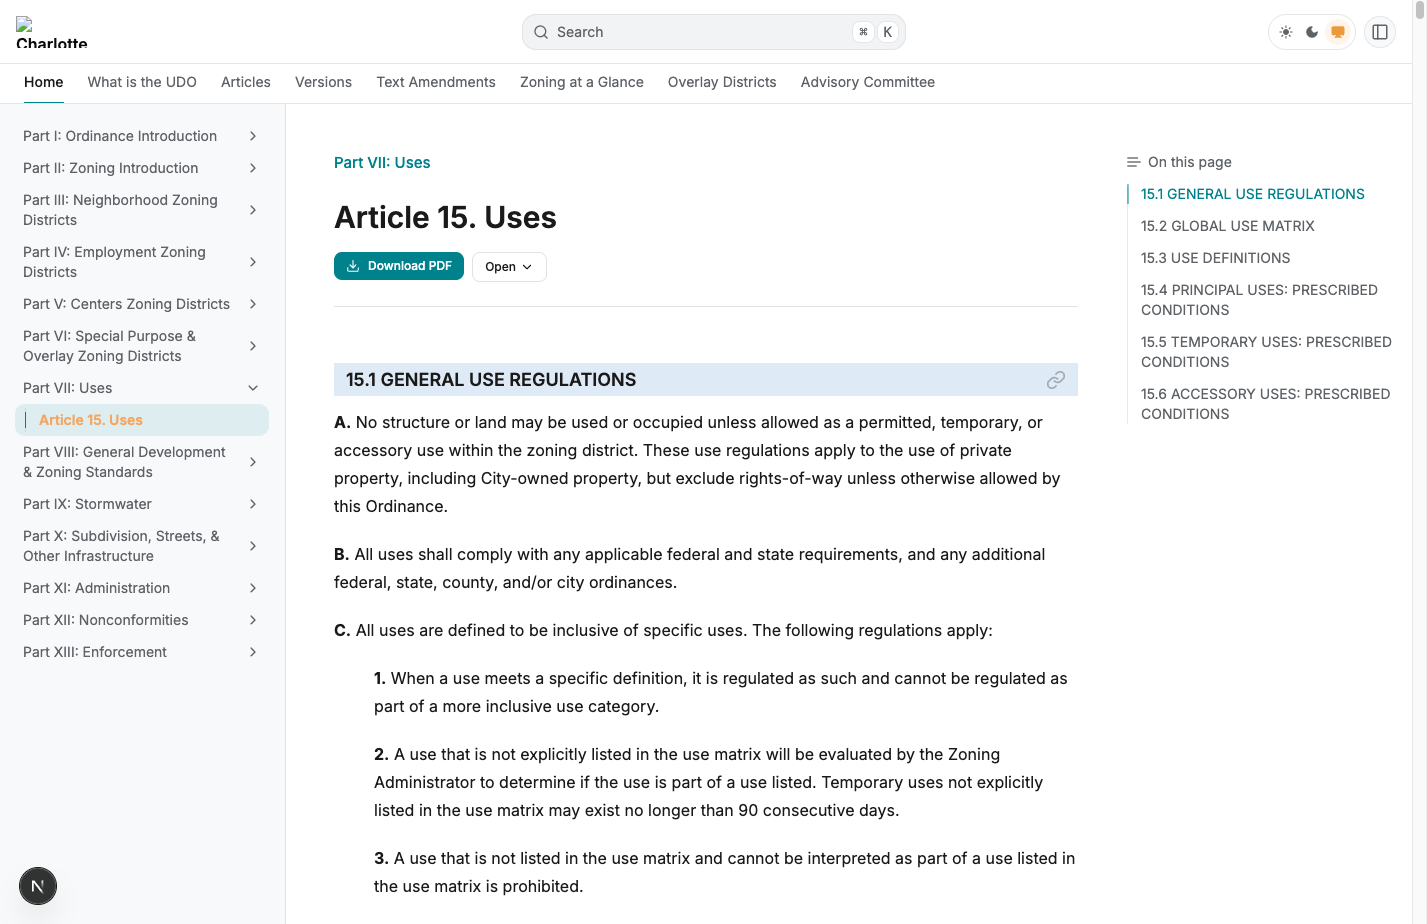 Charlotte
Search
⌘ K
Home
What is the UDO
Articles
Versions
Text Amendments
Zoning at a Glance
Overlay Districts
Advisory Committee
Part I: Ordinance Introduction
Part II: Zoning Introduction
Part III: Neighborhood Zoning
Districts
Part IV: Employment Zoning
Districts
Part V: Centers Zoning Districts
Part VI: Special Purpose &
Overlay Zoning Districts
Part VII: Uses
Article 15. Uses
Part VIII: General Development
& Zoning Standards
Part IX: Stormwater
Part X: Subdivision, Streets, &
Other Infrastructure
Part XI: Administration
Part XII: Nonconformities
Part XIII: Enforcement
N
Part VII: Uses
Article 15. Uses
Download PDF
Open
15.1 GENERAL USE REGULATIONS
A. No structure or land may be used or occupied unless allowed as a permitted, temporary, or
accessory use within the zoning district. These use regulations apply to the use of private
property, including City-owned property, but exclude rights-of-way unless otherwise allowed by
this Ordinance.
B. All uses shall comply with any applicable federal and state requirements, and any additional
federal, state, county, and/or city ordinances.
C. All uses are defined to be inclusive of specific uses. The following regulations apply:
1. When a use meets a specific definition, it is regulated as such and cannot be regulated as
part of a more inclusive use category.
2. A use that is not explicitly listed in the use matrix will be evaluated by the Zoning
Administrator to determine if the use is part of a use listed. Temporary uses not explicitly
listed in the use matrix may exist no longer than 90 consecutive days.
3. A use that is not listed in the use matrix and cannot be interpreted as part of a use listed in
the use matrix is prohibited.
On this page
15.1 GENERAL USE REGULATIONS
15.2 GLOBAL USE MATRIX
15.3 USE DEFINITIONS
15.4 PRINCIPAL USES: PRESCRIBED
CONDITIONS
15.5 TEMPORARY USES: PRESCRIBED
CONDITIONS
15.6 ACCESSORY USES: PRESCRIBED
CONDITIONS